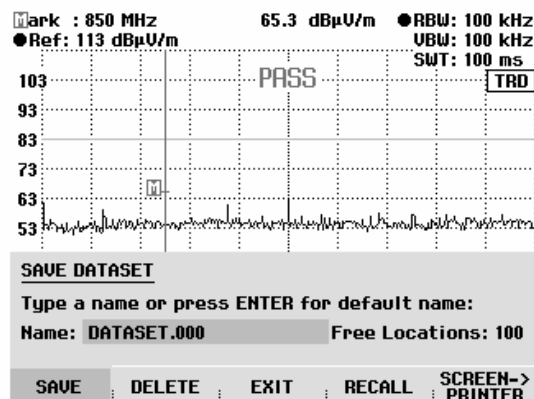 Mark : 850 MHz 65.3 dBµV/m RBW: 100 kHz
Ref: 113 dBµV/m VBW: 100 kHz
SWT: 100 ms
103 PASS TRD
93
83
73
M
63
53
SAVE DATASET
Type a name or press ENTER for default name:
Name: DATASET.000 Free Locations: 100
SAVE DELETE EXIT RECALL SCREEN->
PRINTER